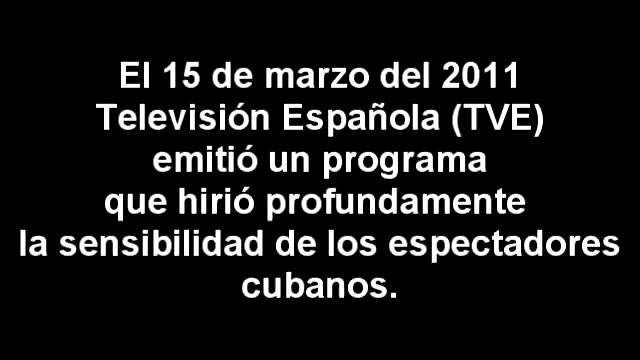 El 15 de marzo del 2011
Televisión Española (TVE)
emitió un programa
que hirió profundamente
la sensibilidad de los espectadores
cubanos.